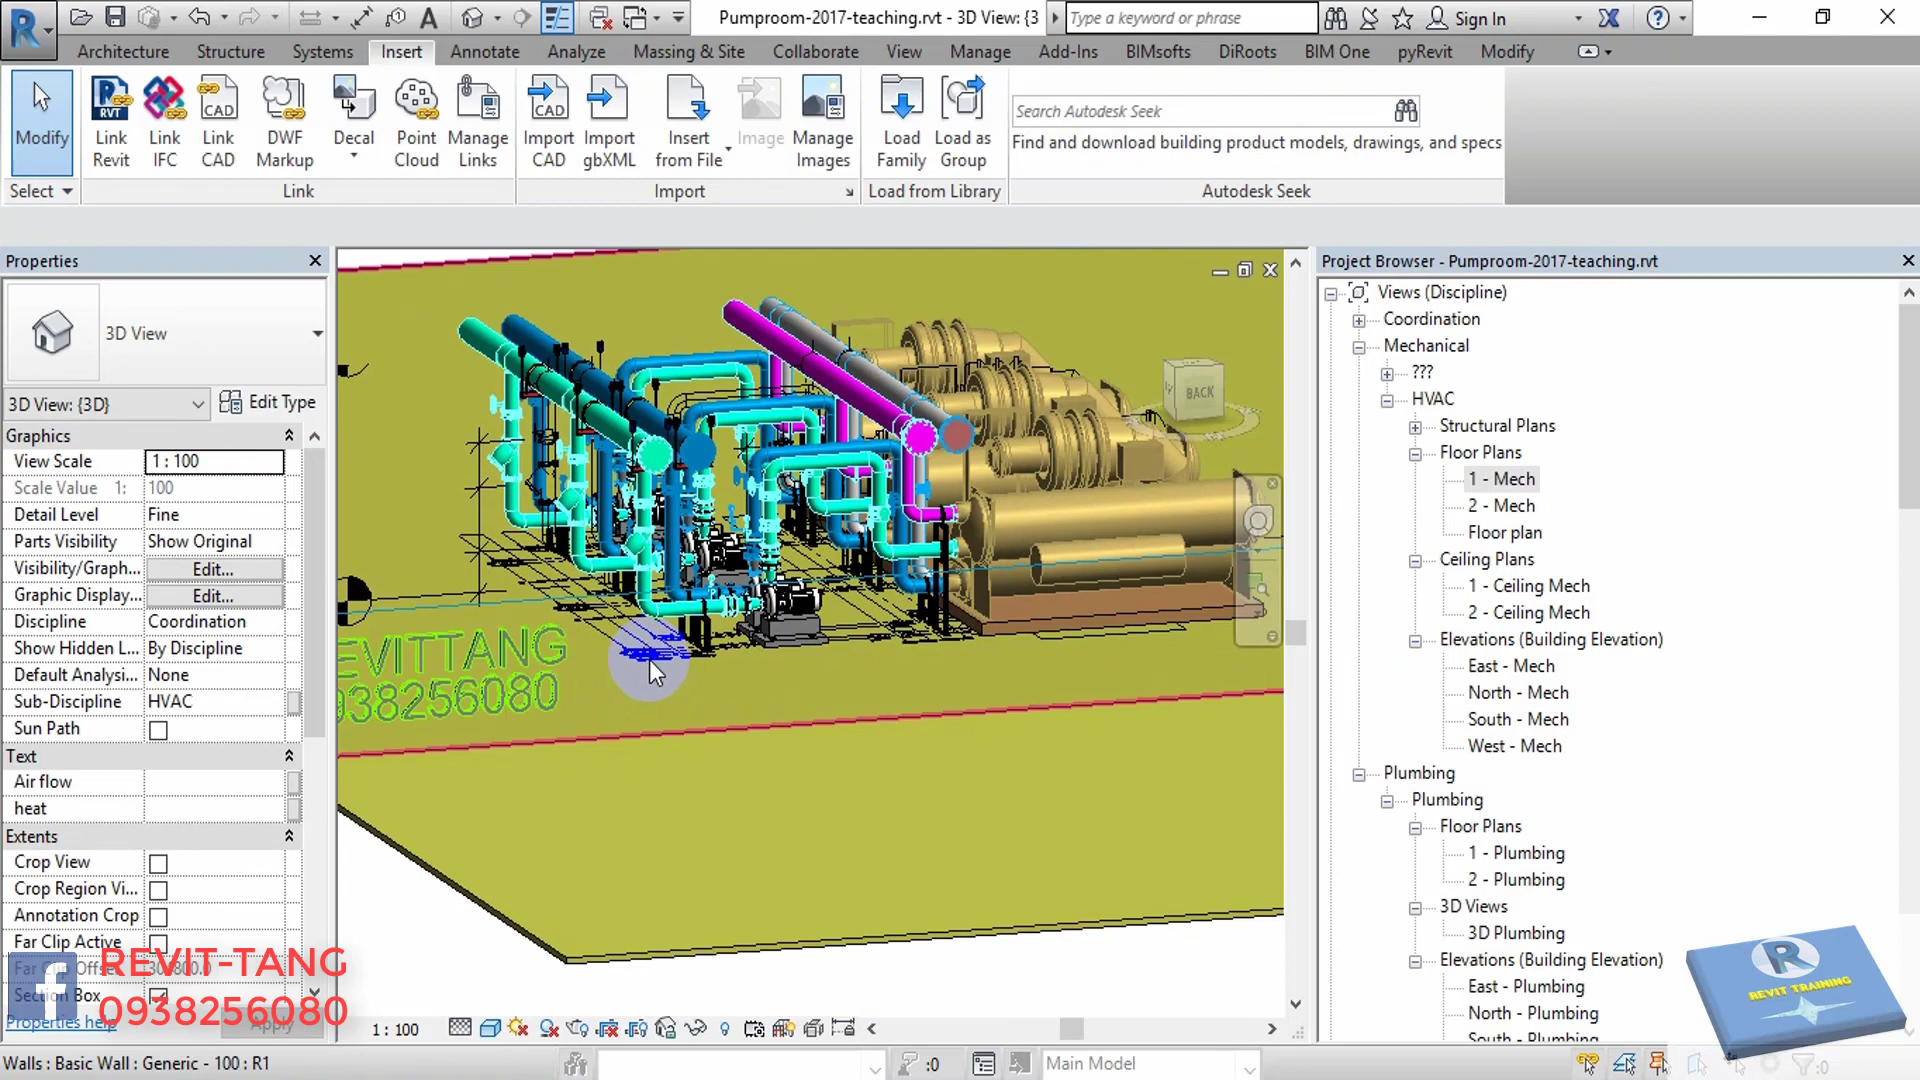 Pumproom-2017-teaching.rvt - 3D View: {3
Type a keyword or phrase
Sign In
Architecture
Structure
Systems
Insert
Annotate
Analyze
Massing & Site
Collaborate
View
Manage
Add-Ins
BIMsofts
DiRoots
BIM One
pyRevit
Modify
Modify
Link Revit
Link IFC
Link CAD
DWF Markup
Decal
Point Cloud
Manage Links
Import CAD
Import gbXML
Insert from File
Image
Manage Images
Load Family
Load as Group
Search Autodesk Seek
Find and download building product models, drawings, and specs
Select
Link
Import
Load from Library
Autodesk Seek
Properties
3D View
3D View: {3D}
Edit Type
Graphics
View Scale 1 : 100
Scale Value 1: 100
Detail Level Fine
Parts Visibility Show Original
Visibility/Graph... Edit...
Graphic Display... Edit...
Discipline Coordination
Show Hidden L... By Discipline
Default Analysi... None
Sub-Discipline HVAC
Sun Path
Text
Air flow
heat
Extents
Crop View
Crop Region Vi...
Annotation Crop
Far Clip Active
Far Clip Offs
Section Box
Properties help
Apply
REVIT-TANG
0938256080
EVITTANG
938256080
BACK
1 : 100
Project Browser - Pumproom-2017-teaching.rvt
Views (Discipline)
Coordination
Mechanical
???
HVAC
Structural Plans
Floor Plans
1 - Mech
2 - Mech
Floor plan
Ceiling Plans
1 - Ceiling Mech
2 - Ceiling Mech
Elevations (Building Elevation)
East - Mech
North - Mech
South - Mech
West - Mech
Plumbing
Plumbing
Floor Plans
1 - Plumbing
2 - Plumbing
3D Views
3D Plumbing
Elevations (Building Elevation)
East - Plumbing
North - Plumbing
South - Plumbing
REVIT TRAINING
Walls : Basic Wall : Generic - 100 : R1
:0
Main Model
:0